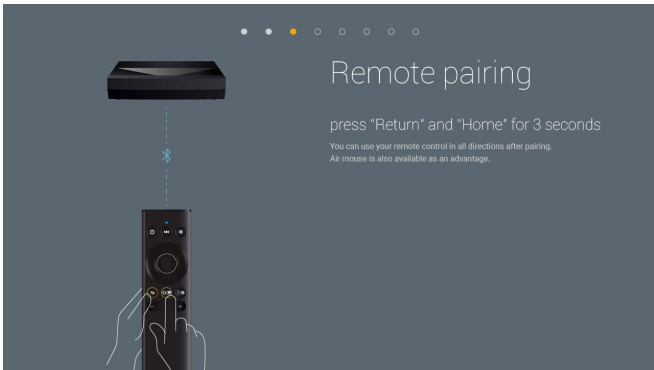 Remote pairing
press “Return” and “Home” for 3 seconds
You can use your remote control in all directions after pairing.
Air mouse is also available as an advantage.